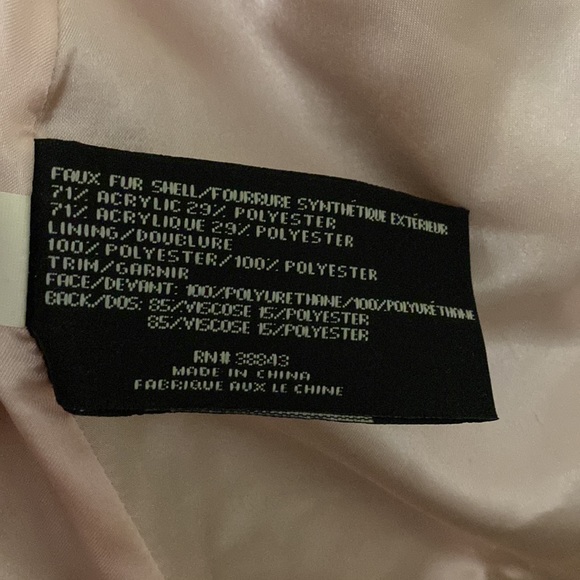 FAUX FUR SHELL/FOURRURE SYNTHÉTIQUE EXTÉRIEUR
71% ACRYLIC 29% POLYESTER
71% ACRYLIQUE 29% POLYESTER
LINING/DOUBLURE
100% POLYESTER/100% POLYESTER
TRIM/GARNIR
FACE/DEVANT: 100%POLYURETHANE/100%POLYURÉTHANE
BACK/DOS: 85%VISCOSE 15%POLYESTER
85%VISCOSE 15%POLYESTER
RN# 38843
MADE IN CHINA
FABRIQUE AUX LE CHINE